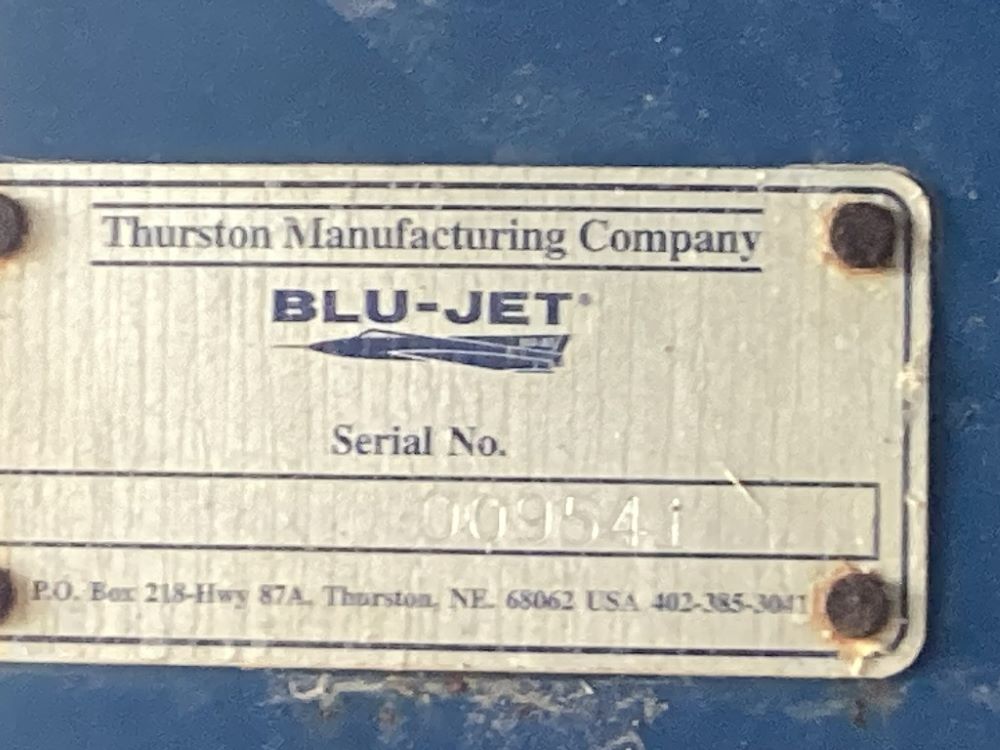 Thurston Manufacturing Company
BLU-JET®
Serial No.
009541
P.O. Box 218-Hwy 87A, Thurston, NE. 68062 USA 402-385-3041